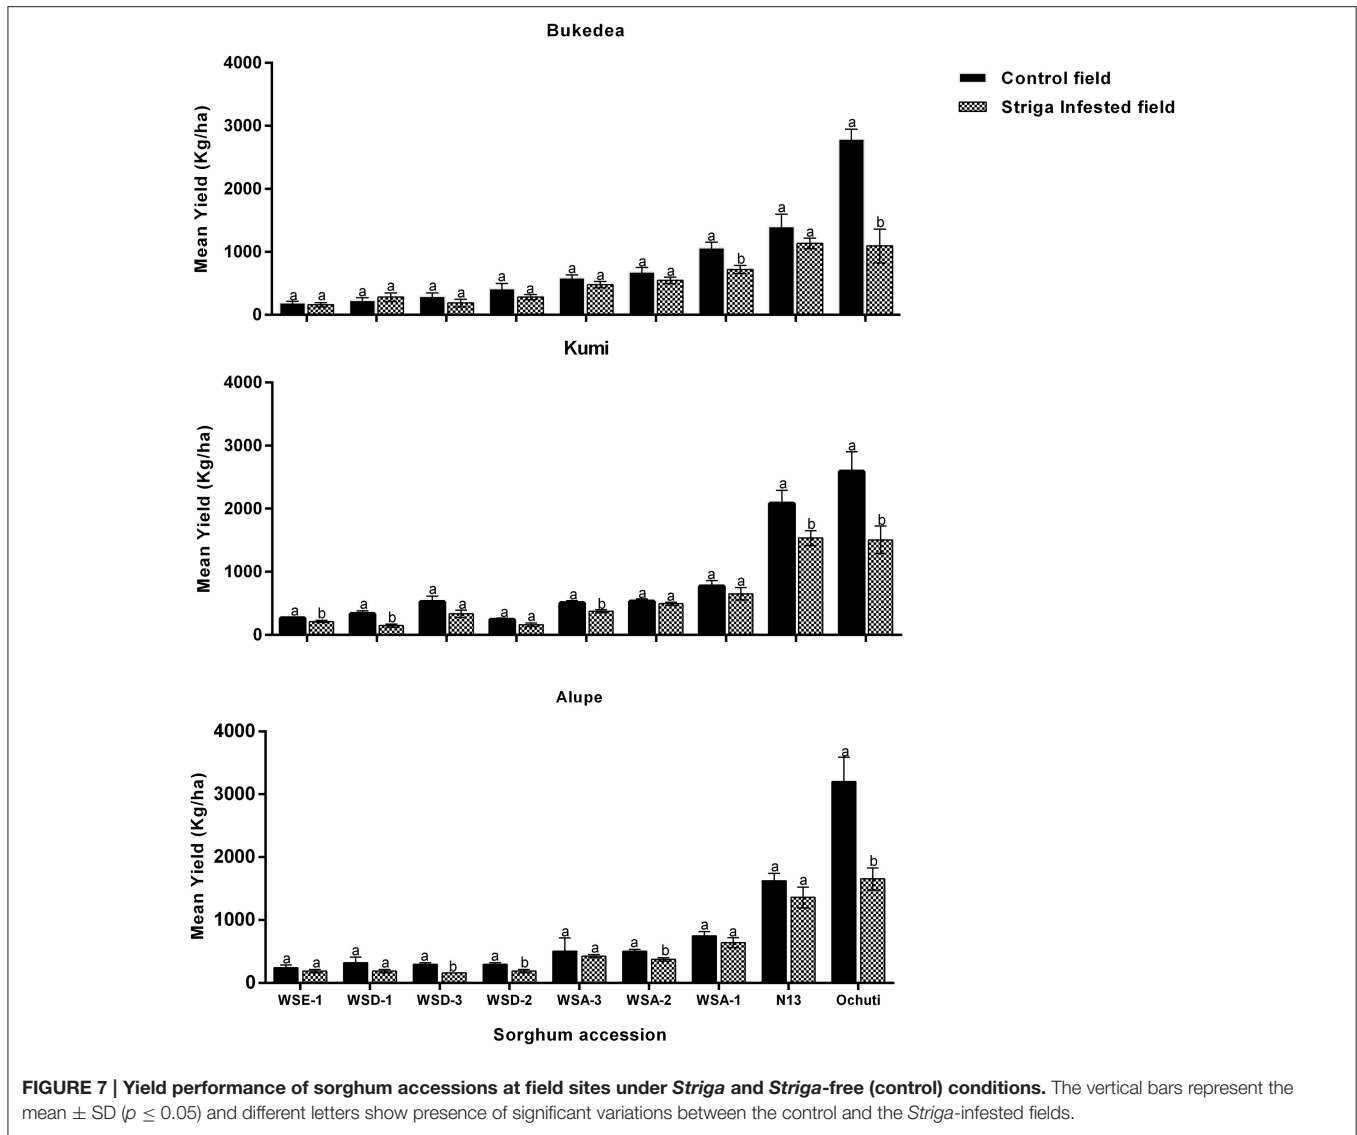 Bukedea
4000
3000
2000
1000
0
Mean Yield (Kg/ha)
a a a a a a a a a a a a a b a a a b
Control field
Striga Infested field
Kumi
4000
3000
2000
1000
0
Mean Yield (Kg/ha)
a b a b a a a a a b a a a a a b a b
Alupe
4000
3000
2000
1000
0
Mean Yield (Kg/ha)
a a a a a b a b a a a b a a a a a b
WSE-1 WSD-1 WSD-3 WSD-2 WSA-3 WSA-2 WSA-1 N13 Ochuti
Sorghum accession
FIGURE 7 | Yield performance of sorghum accessions at field sites under Striga and Striga-free (control) conditions. The vertical bars represent the
mean ± SD (p ≤ 0.05) and different letters show presence of significant variations between the control and the Striga-infested fields.